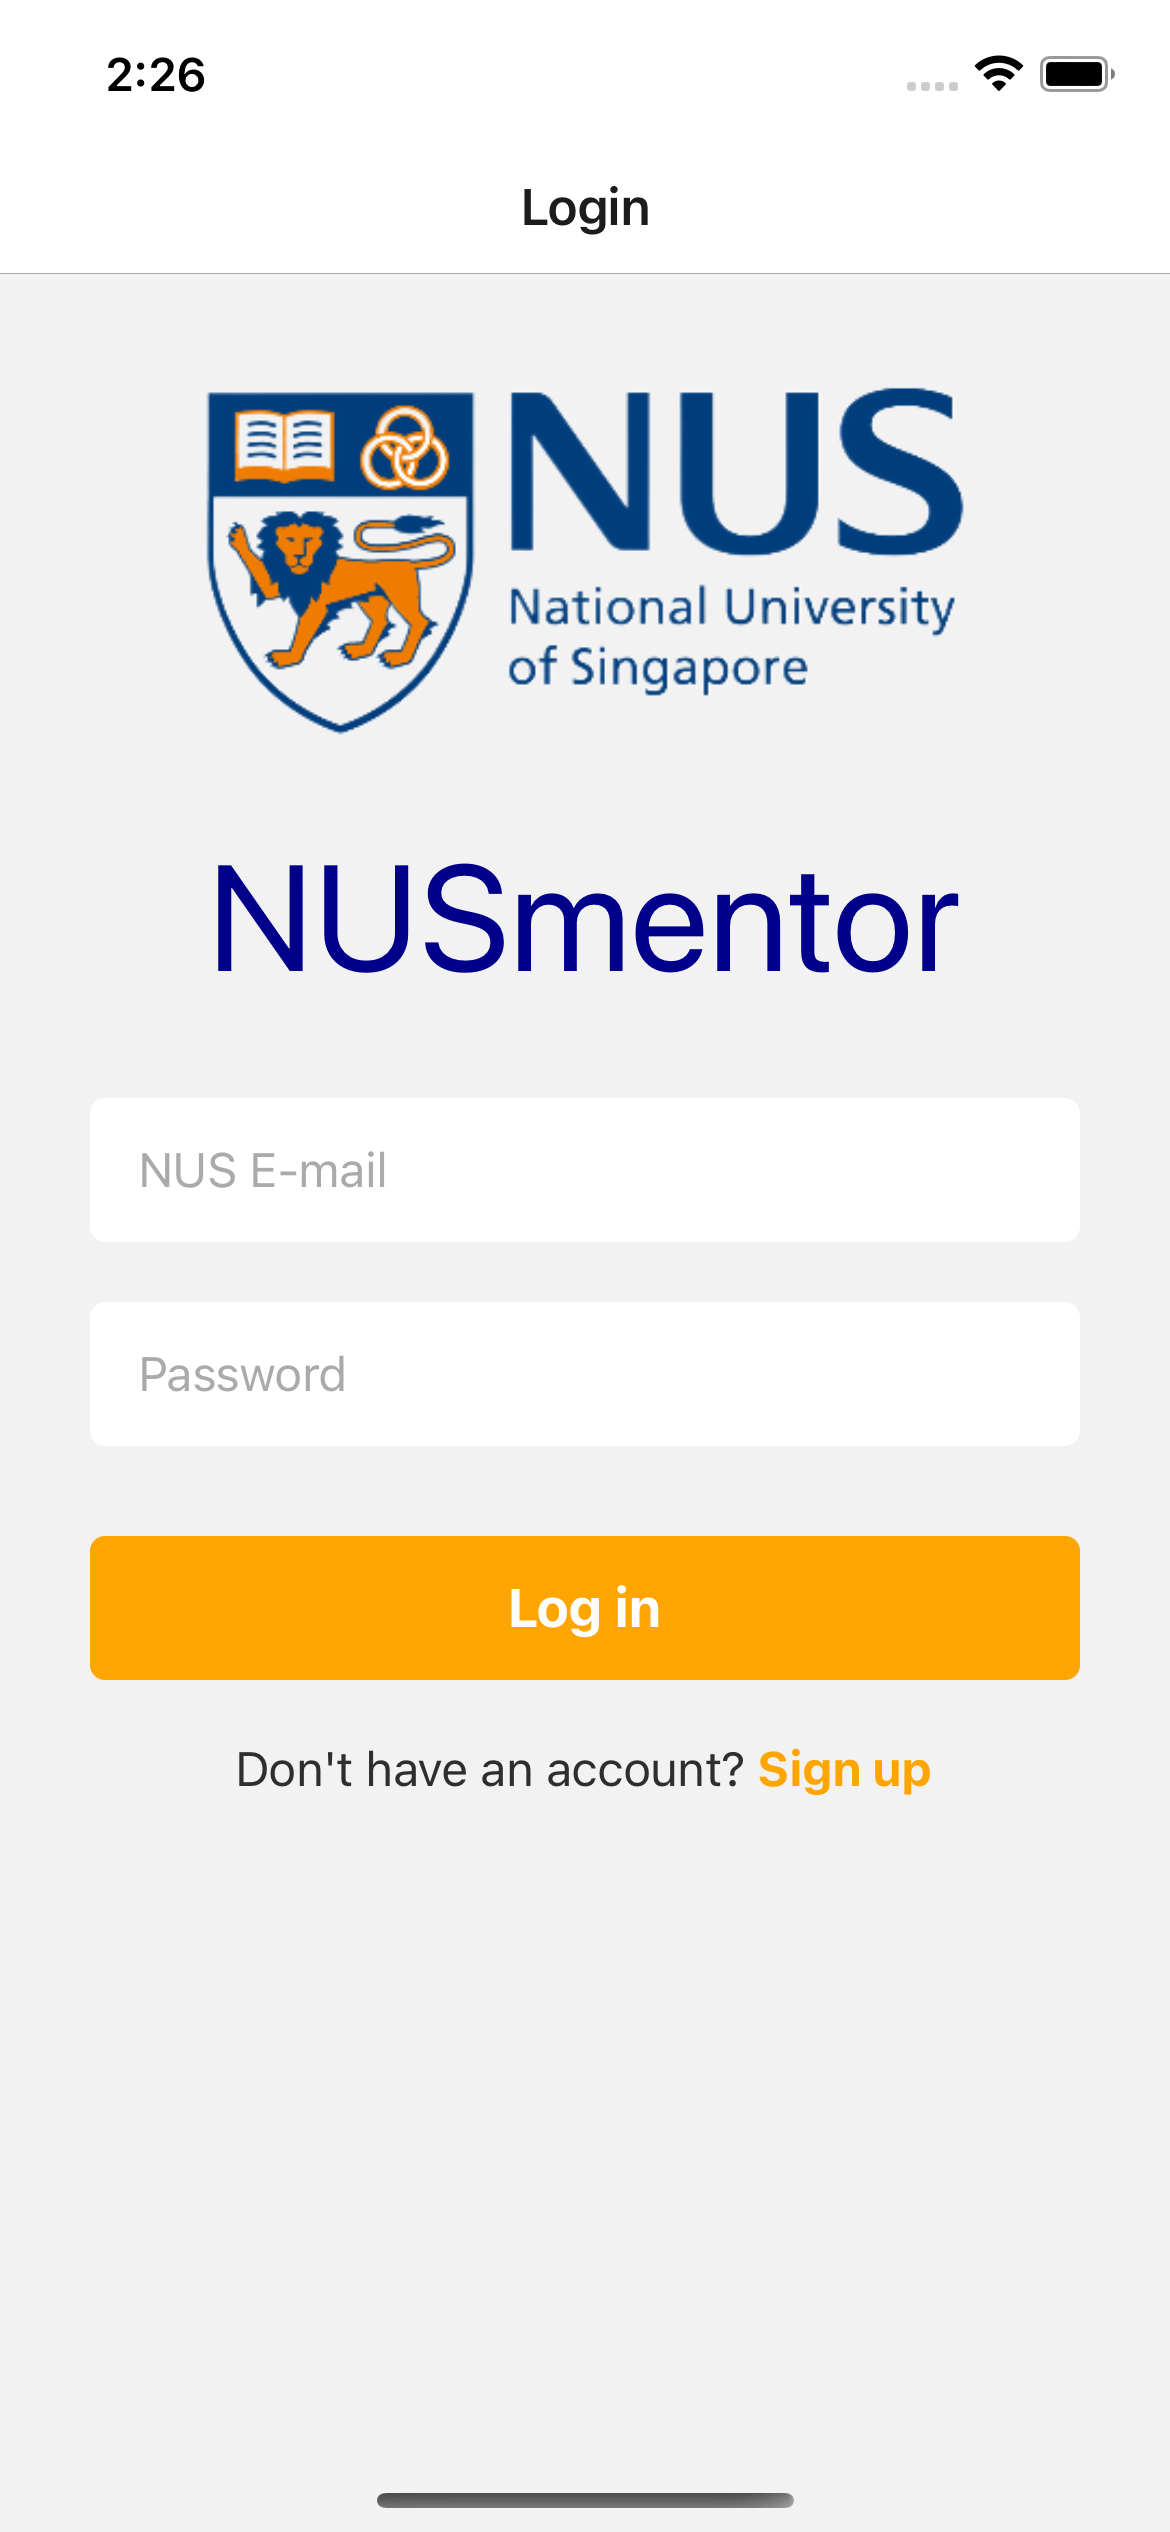 2:26
Login
NUS
National University
of Singapore
NUSmentor
NUS E-mail
Password
Log in
Don't have an account? Sign up